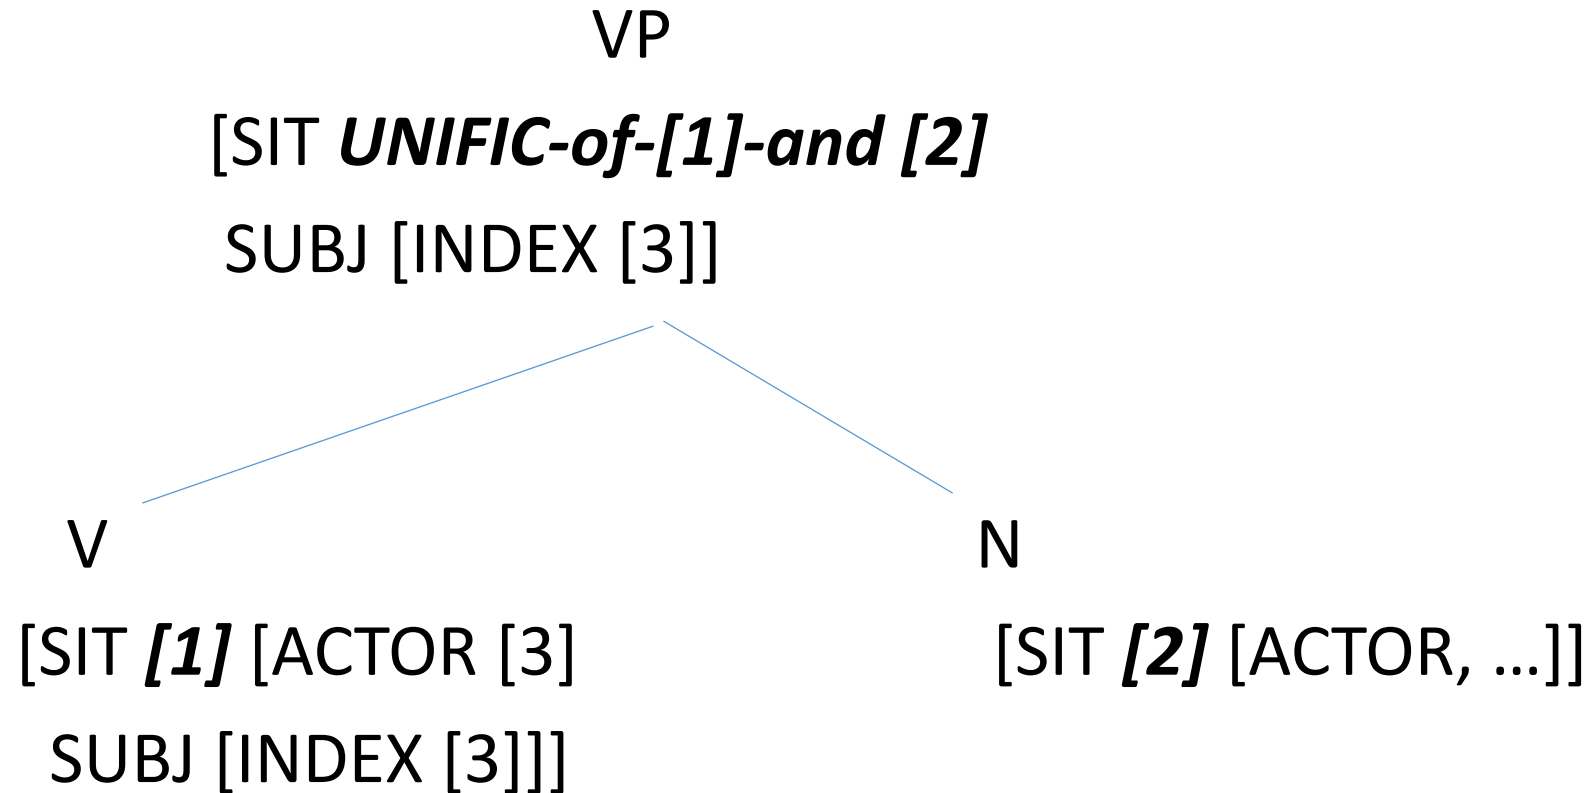 VP
[SIT UNIFIC-of-[1]-and [2]
SUBJ [INDEX [3]]
V
N
[SIT [1] [ACTOR [3]
[SIT [2] [ACTOR, ...]]
SUBJ [INDEX [3]]]